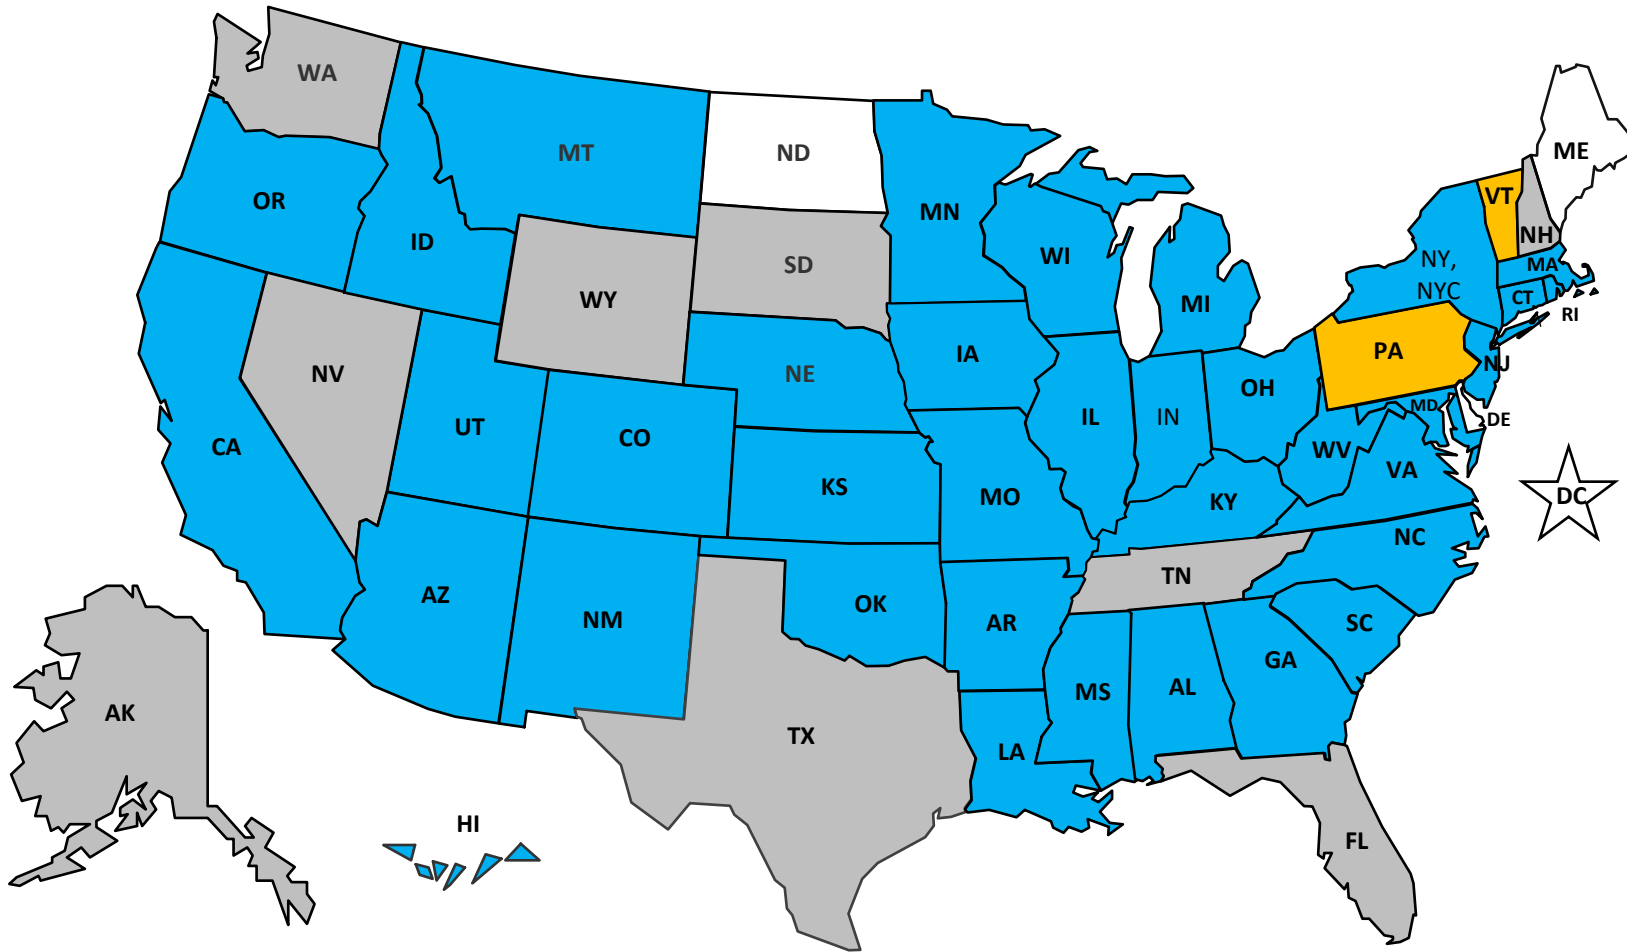 WA
MT
ND
ME
OR
ID
MN
VT
NH
WI
NY,
NYC
MA
SD
WY
MI
CT
RI
NV
IA
PA
NJ
NE
OH
UT
CO
IL
IN
MD
DE
CA
KS
MO
WV
VA
KY
DC
NC
AZ
NM
OK
AR
TN
SC
GA
AK
TX
MS
AL
LA
HI
FL